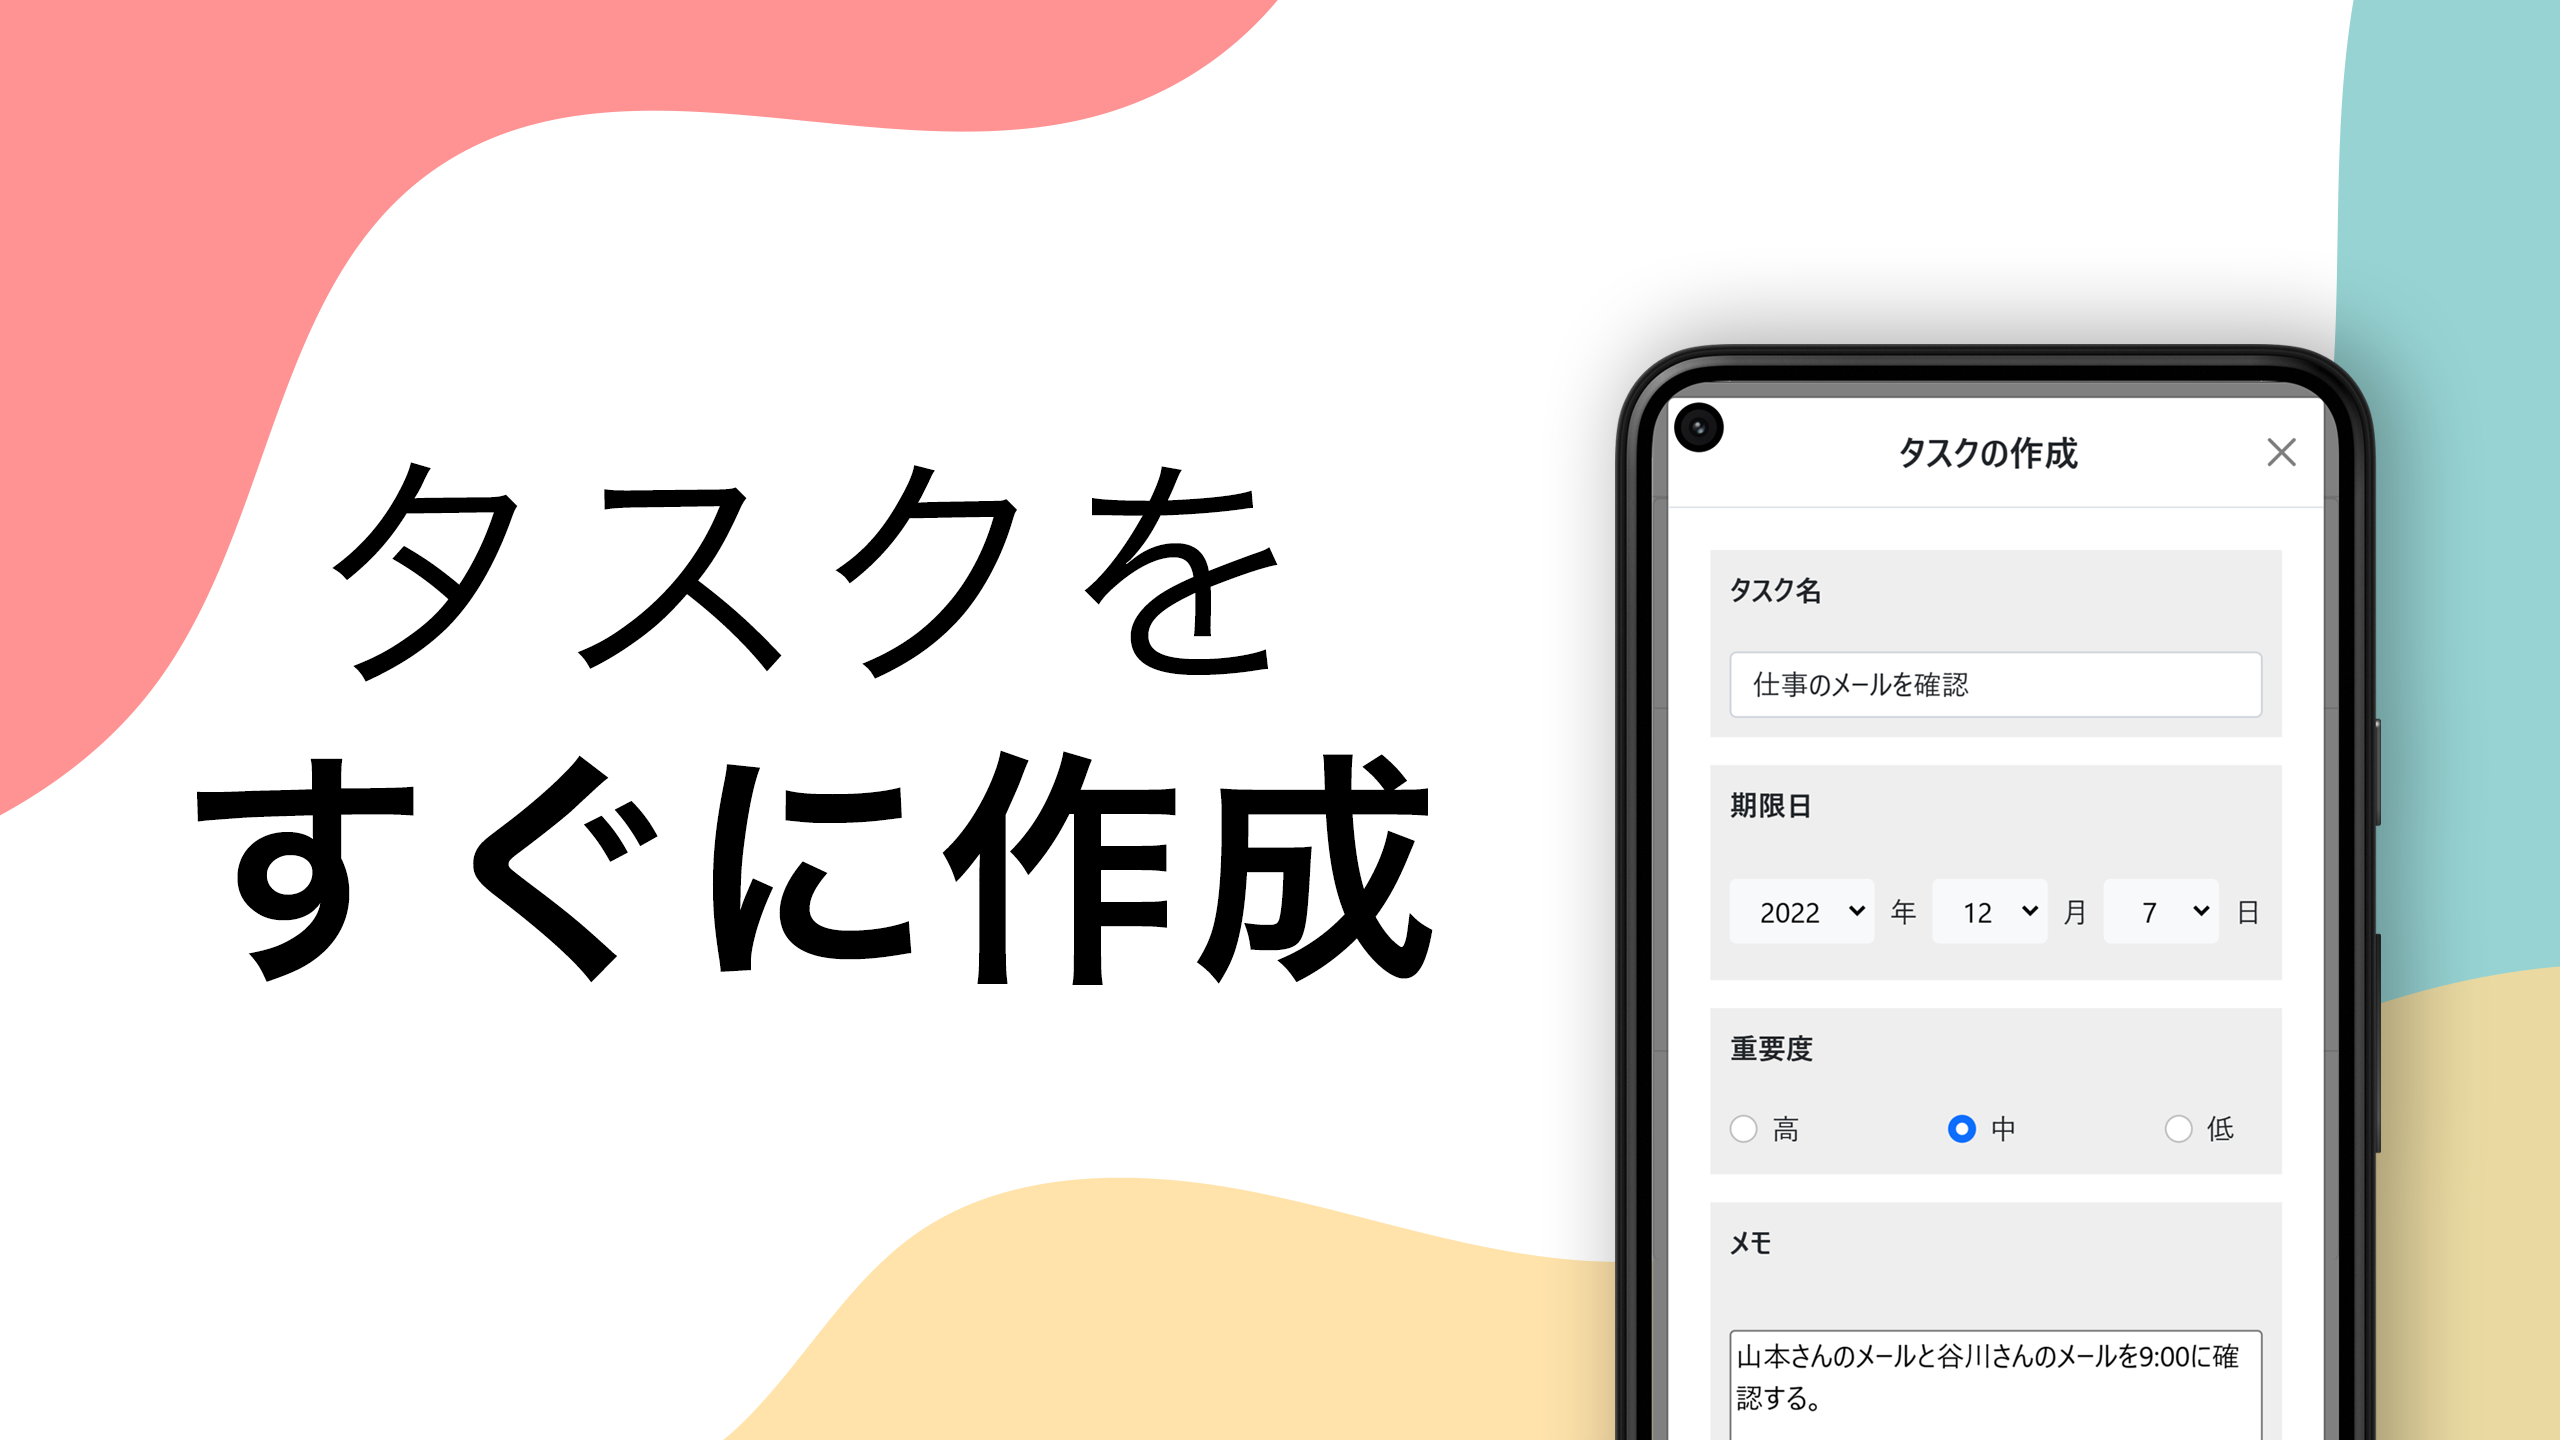 タスクを
すぐに作成
タスクの作成
タスク名
仕事のメールを確認
期限日
2022 年 12 月 7 日
重要度
高 中 低
メモ
山本さんのメールと谷川さんのメールを9:00に確
認する。